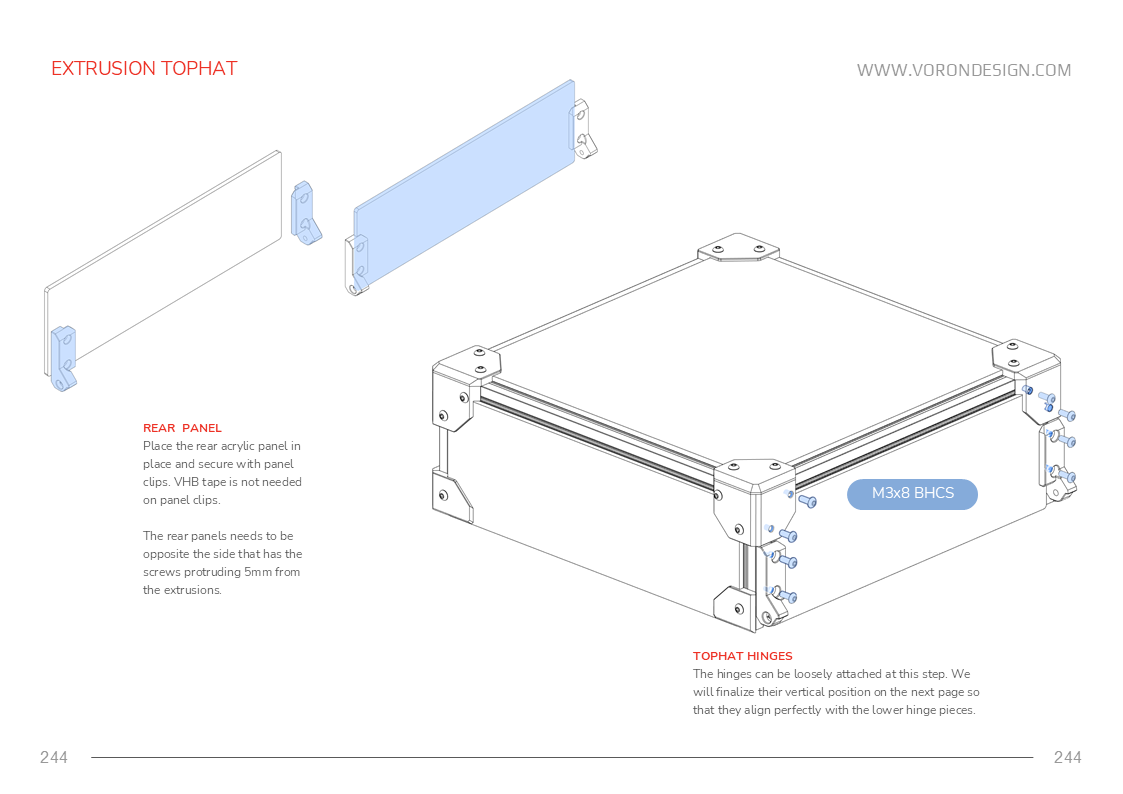 EXTRUSION TOPHAT
WWW.VORONDESIGN.COM
REAR PANEL
Place the rear acrylic panel in
place and secure with panel
clips. VHB tape is not needed
on panel clips.
The rear panels needs to be
opposite the side that has the
screws protruding 5mm from
the extrusions.
M3x8 BHCS
TOPHAT HINGES
The hinges can be loosely attached at this step. We
will finalize their vertical position on the next page so
that they align perfectly with the lower hinge pieces.
244
244